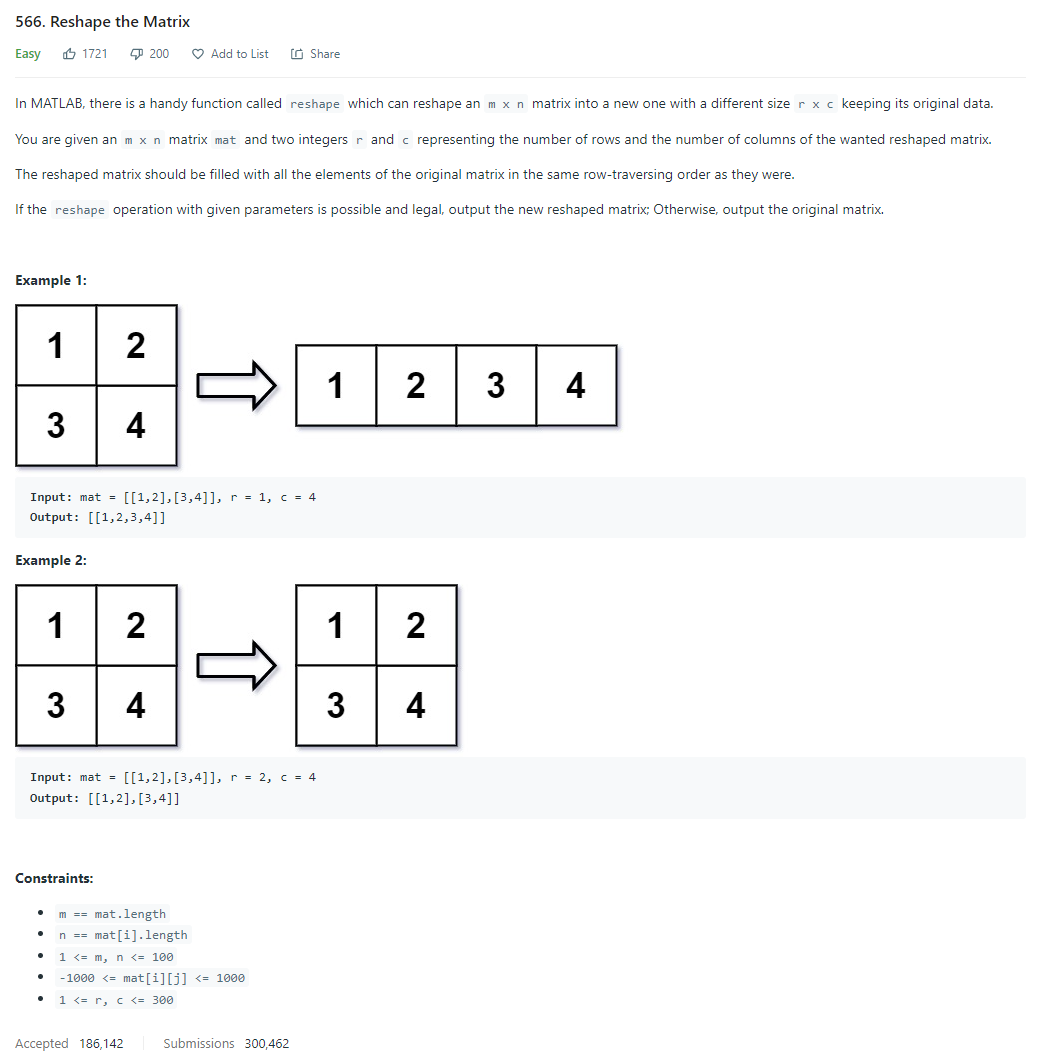 566. Reshape the Matrix
Easy 1721 200 Add to List Share
In MATLAB, there is a handy function called reshape which can reshape an m x n matrix into a new one with a different size r x c keeping its original data.
You are given an m x n matrix mat and two integers r and c representing the number of rows and the number of columns of the wanted reshaped matrix.
The reshaped matrix should be filled with all the elements of the original matrix in the same row-traversing order as they were.
If the reshape operation with given parameters is possible and legal, output the new reshaped matrix; Otherwise, output the original matrix.
Example 1:
1 2
3 4
1 2 3 4
Input: mat = [[1,2],[3,4]], r = 1, c = 4
Output: [[1,2,3,4]]
Example 2:
1 2
3 4
1 2
3 4
Input: mat = [[1,2],[3,4]], r = 2, c = 4
Output: [[1,2],[3,4]]
Constraints:
m == mat.length
n == mat[i].length
1 <= m, n <= 100
-1000 <= mat[i][j] <= 1000
1 <= r, c <= 300
Accepted 186,142 Submissions 300,462